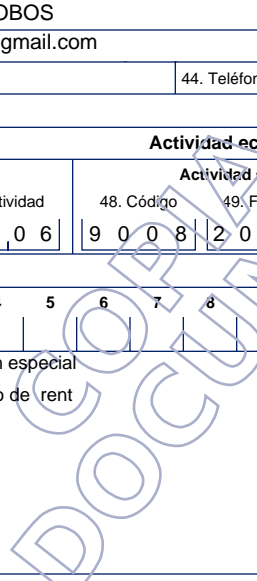 OBOS
gmail.com
44. Teléfor
Actividad ec
Actividad
tividad 48. Código 49. F
0 6 9 0 0 8 2 0
5 6 7 8
n especial
o de rent
COPIA
DOCUM